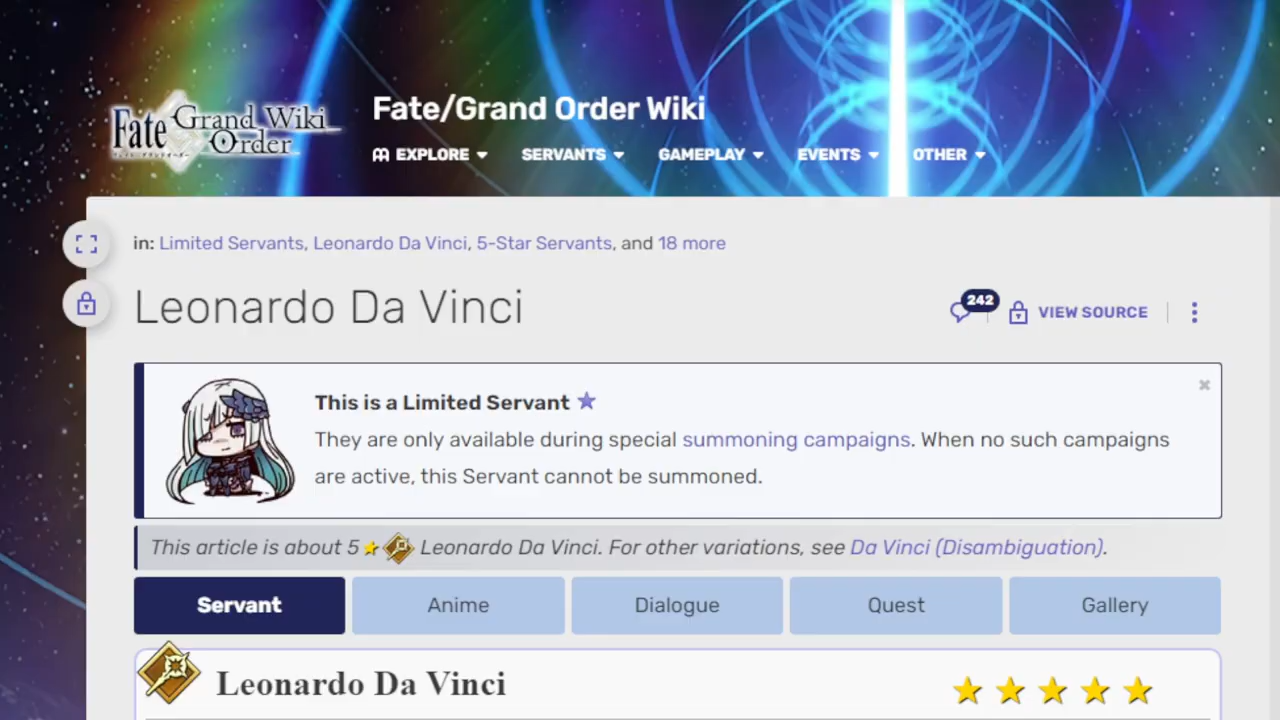 Fate Grand Wiki Order
Fate/Grand Order Wiki
EXPLORE SERVANTS GAMEPLAY EVENTS OTHER
in: Limited Servants, Leonardo Da Vinci, 5-Star Servants, and 18 more
Leonardo Da Vinci
242
VIEW SOURCE
This is a Limited Servant
They are only available during special summoning campaigns. When no such campaigns
are active, this Servant cannot be summoned.
This article is about 5 Leonardo Da Vinci. For other variations, see Da Vinci (Disambiguation).
Servant Anime Dialogue Quest Gallery
Leonardo Da Vinci